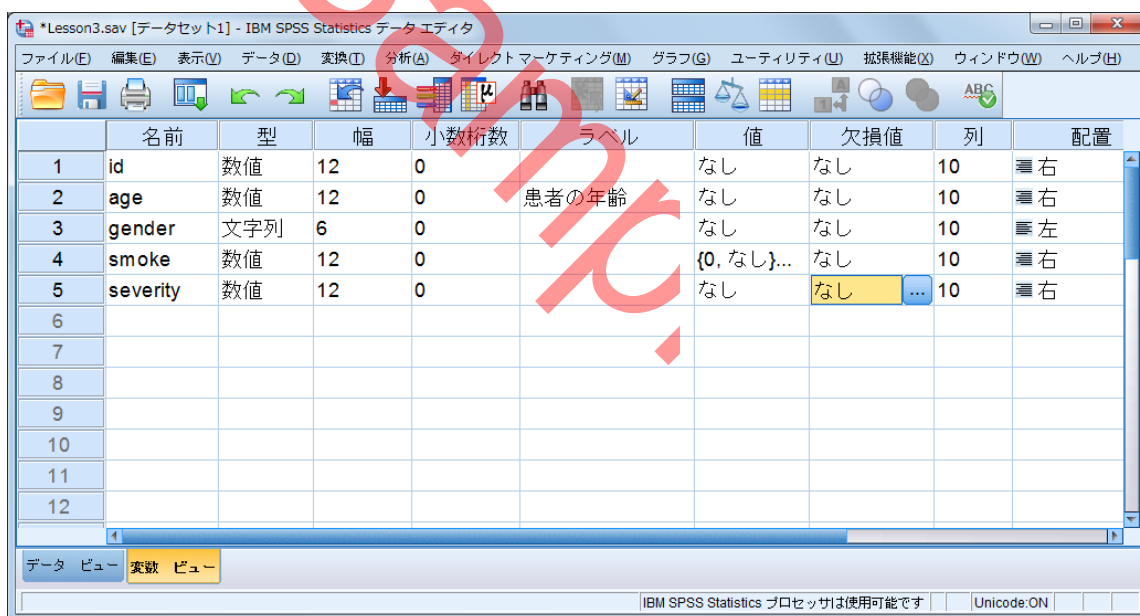 *Lesson3.sav [データセット1] - IBM SPSS Statistics データ エディタ
ファイル(F) 編集(E) 表示(V) データ(D) 変換(T) 分析(A) ダイレクトマーケティング(M) グラフ(G) ユーティリティ(U) 拡張機能(X) ウィンドウ(W) ヘルプ(H)
名前 型 幅 小数桁数 ラベル 値 欠損値 列 配置
1 id 数値 12 0 なし なし 10 右
2 age 数値 12 0 患者の年齢 なし なし 10 右
3 gender 文字列 6 0 なし なし 10 左
4 smoke 数値 12 0 {0, なし}... なし 10 右
5 severity 数値 12 0 なし なし ... 10 右
6
7
8
9
10
11
12
データ ビュー 変数 ビュー
IBM SPSS Statistics プロセッサは使用可能です Unicode:ON